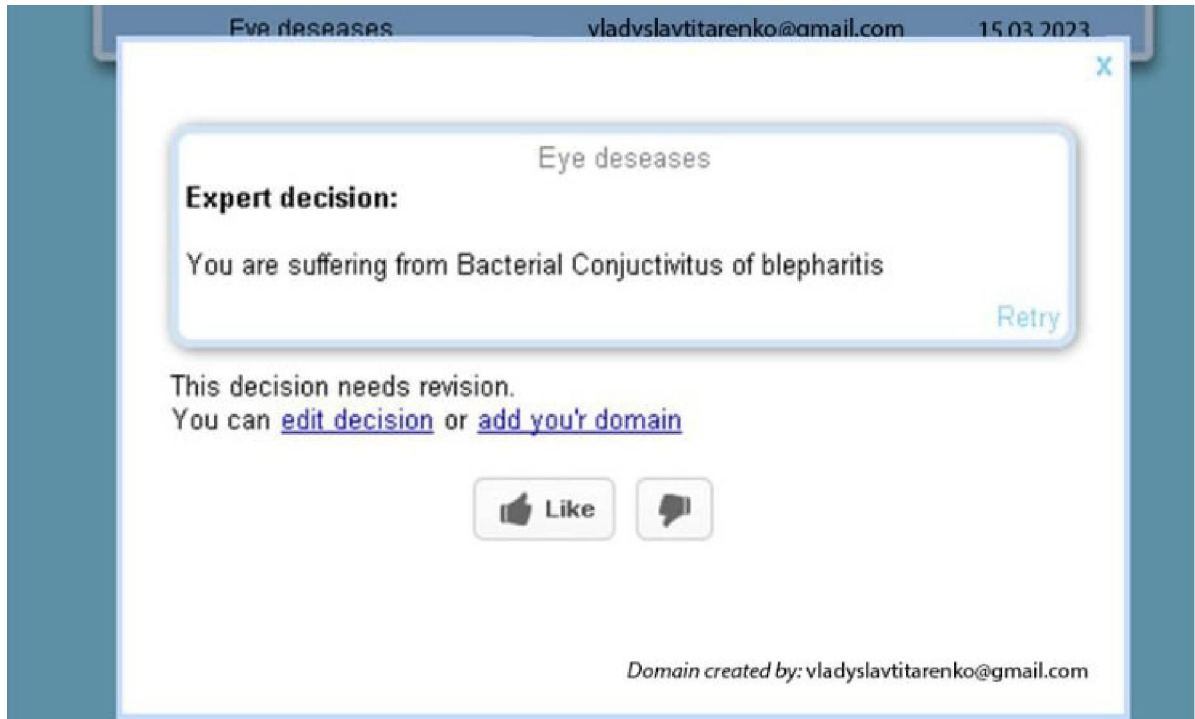 Eye deseases vladyslavtitarenko@gmail.com 15.03.2023
X
Eye deseases
Expert decision:
You are suffering from Bacterial Conjuctivitus of blepharitis
Retry
This decision needs revision.
You can edit decision or add you'r domain
Like
Domain created by: vladyslavtitarenko@gmail.com